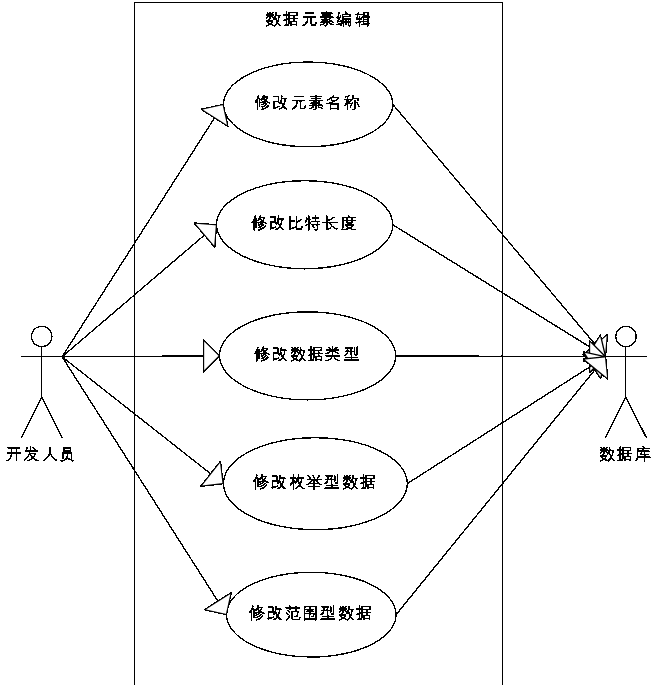 数据元素编辑
修改元素名称
修改比特长度
修改数据类型
开发人员
数据库
修改枚举型数据
修改范围型数据